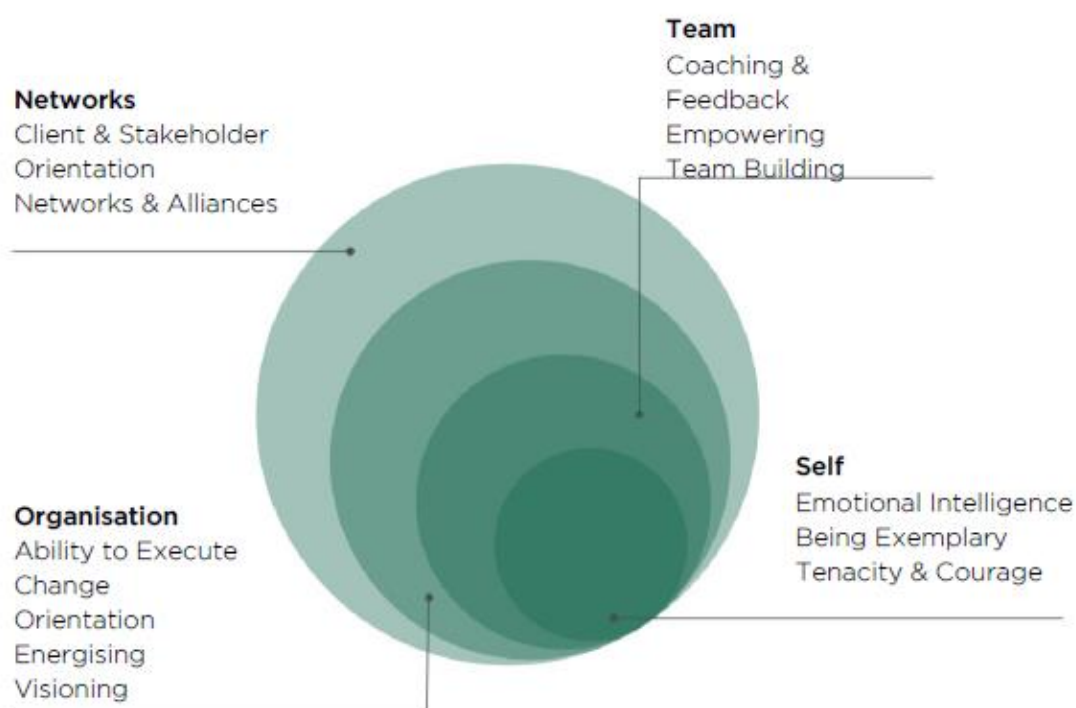 Networks
Client & Stakeholder
Orientation
Networks & Alliances
Team
Coaching &
Feedback
Empowering
Team Building
Organisation
Ability to Execute
Change
Orientation
Energising
Visioning
Self
Emotional Intelligence
Being Exemplary
Tenacity & Courage